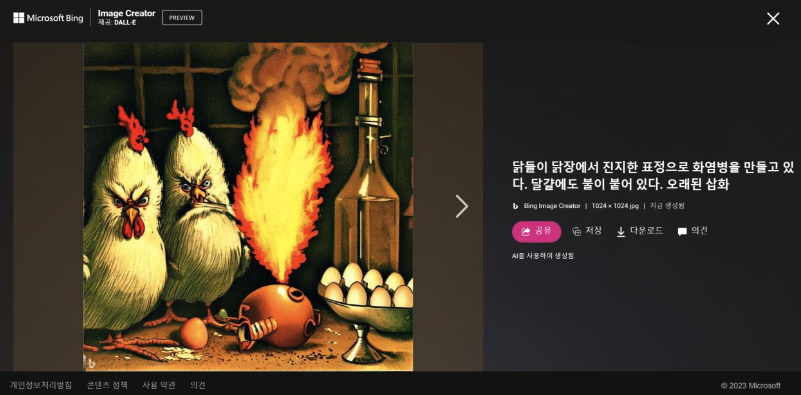 Microsoft Bing
Image Creator
제공: DALL·E
PREVIEW
닭들이 닭장에서 진지한 표정으로 화염병을 만들고 있
다. 달걀에도 불이 붙어 있다. 오래된 삽화
Bing Image Creator | 1024 × 1024 jpg | 지금 생성됨
공유
저장
다운로드
의견
AI를 사용하여 생성됨
개인정보처리방침
콘텐츠 정책
사용 약관
의견
© 2023 Microsoft